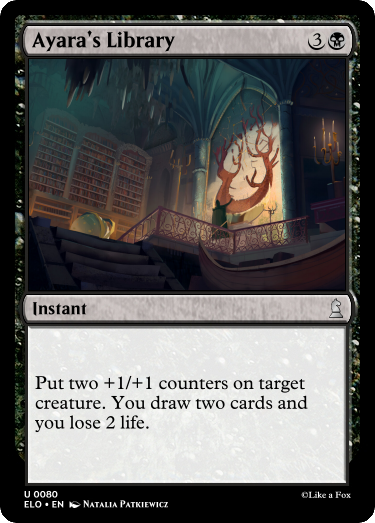 Ayara's Library 3
Instant
Put two +1/+1 counters on target
creature. You draw two cards and
you lose 2 life.
U 0080
ELO • EN Natalia Patkiewicz
©Like a Fox